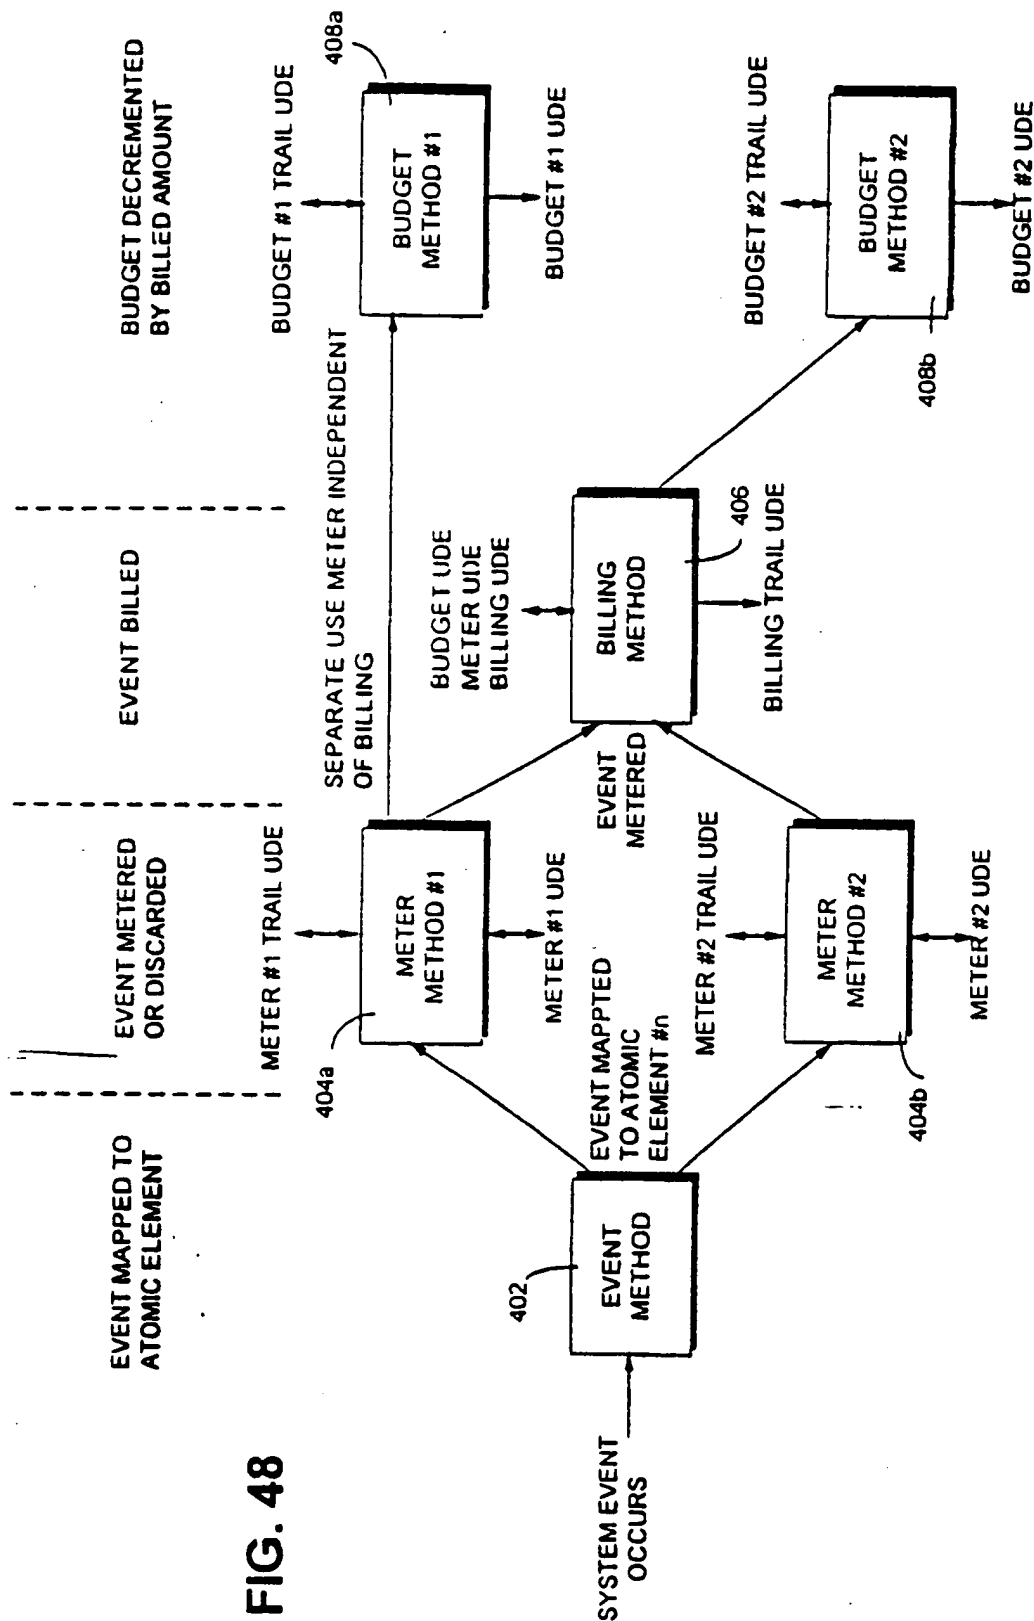 FIG. 48
EVENT MAPPED TO
ATOMIC ELEMENT
EVENT METERED
OR DISCARDED
EVENT BILLED
BUDGET DECREMENTED
BY BILLED AMOUNT
SYSTEM EVENT
OCCURS
402
EVENT
METHOD
EVENT MAPPTED
TO ATOMIC
ELEMENT #n
METER #1 TRAIL UDE
404a
METER
METHOD #1
METER #1 UDE
METER #2 TRAIL UDE
METER
METHOD #2
404b
METER #2 UDE
SEPARATE USE METER INDEPENDENT
OF BILLING
EVENT
METERED
BUDGET UDE
METER UDE
BILLING UDE
BILLING
METHOD
406
BILLING TRAIL UDE
BUDGET #1 TRAIL UDE
408a
BUDGET
METHOD #1
BUDGET #1 UDE
BUDGET #2 TRAIL UDE
BUDGET
METHOD #2
408b
BUDGET #2 UDE